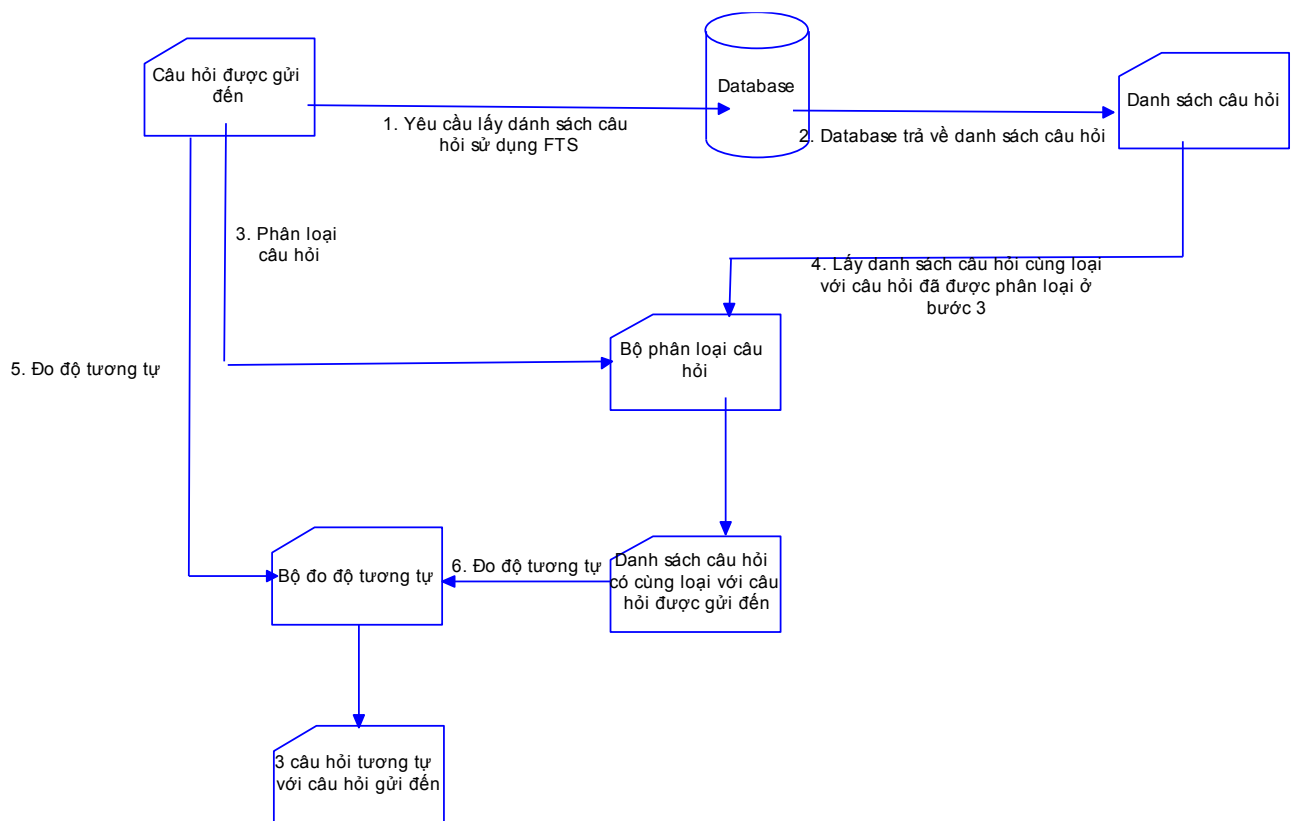 Câu hỏi được gửi
đến
Database
Danh sách câu hỏi
1. Yêu cầu lấy dánh sách câu
hỏi sử dụng FTS
2. Database trả về danh sách câu hỏi
3. Phân loại
câu hỏi
4. Lấy danh sách câu hỏi cùng loại
với câu hỏi đã được phân loại ở
bước 3
Bộ phân loại câu
hỏi
5. Đo độ tương tự
Bộ đo độ tương tự
6. Đo độ tương tự
Danh sách câu hỏi
có cùng loại với câu
hỏi được gửi đến
3 câu hỏi tương tự
với câu hỏi gửi đến